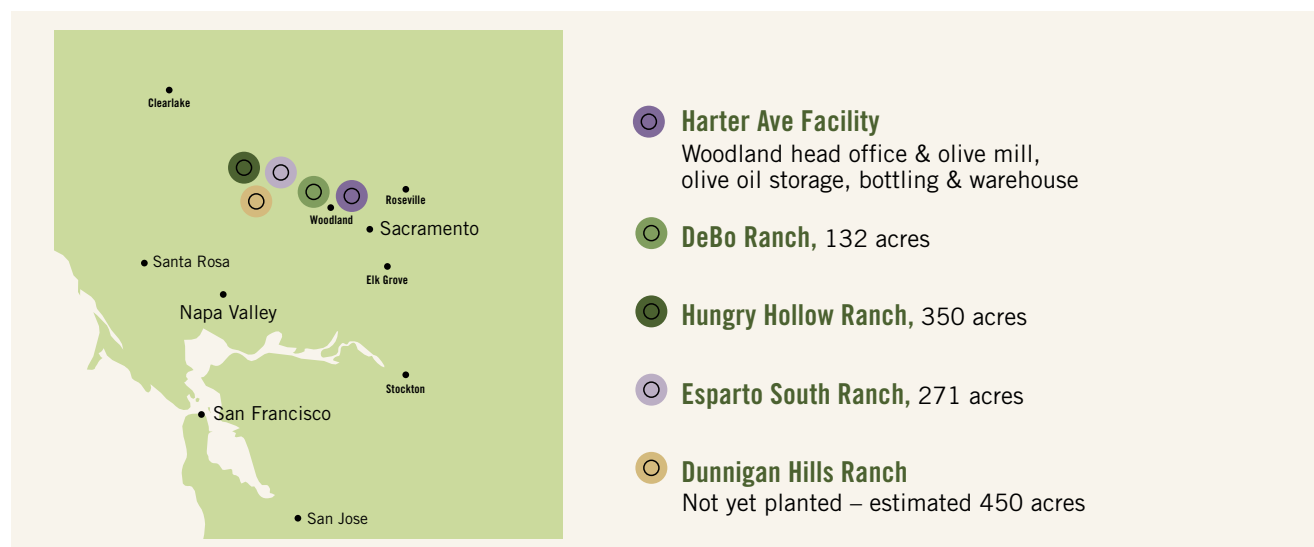 Clearlake
Roseville
Woodland
Sacramento
Santa Rosa
Elk Grove
Napa Valley
Stockton
San Francisco
San Jose
Harter Ave Facility
Woodland head office & olive mill,
olive oil storage, bottling & warehouse
DeBo Ranch, 132 acres
Hungry Hollow Ranch, 350 acres
Esparto South Ranch, 271 acres
Dunnigan Hills Ranch
Not yet planted – estimated 450 acres